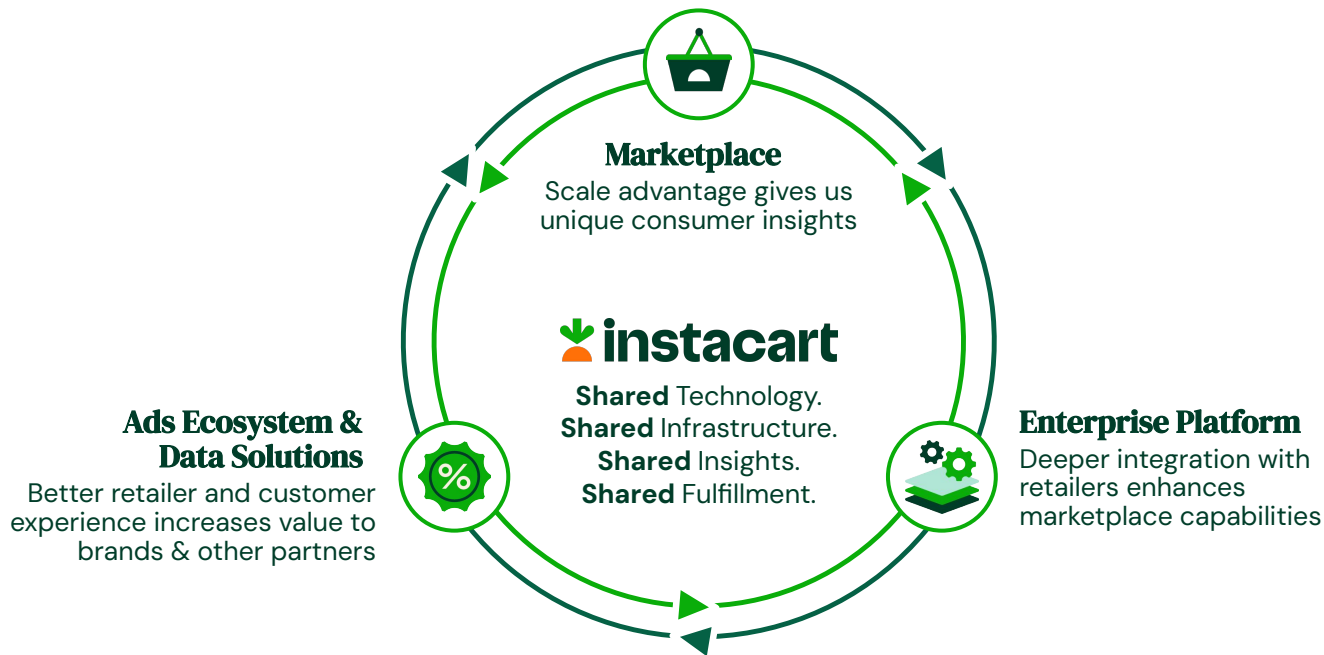 Marketplace
Scale advantage gives us
unique consumer insights
instacart
Shared Technology.
Shared Infrastructure.
Shared Insights.
Shared Fulfillment.
Ads Ecosystem &
Data Solutions
Better retailer and customer
experience increases value to
brands & other partners
%
Enterprise Platform
Deeper integration with
retailers enhances
marketplace capabilities